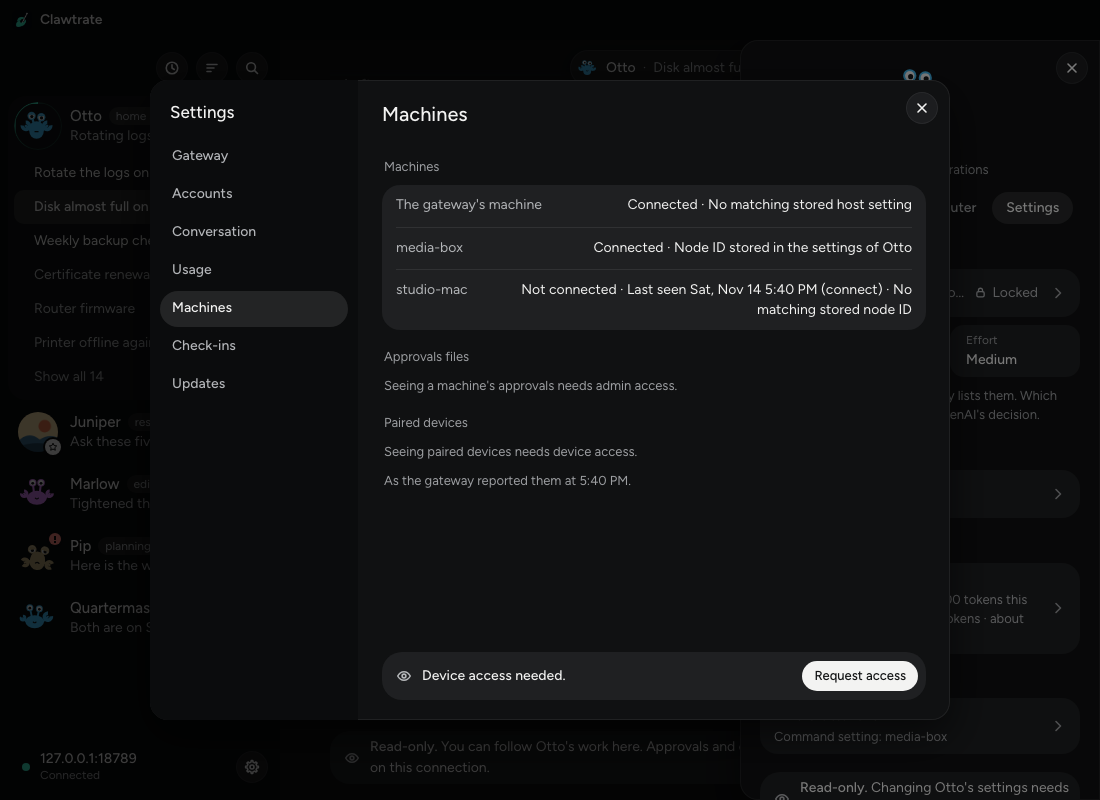 Clawtrate
Otto · Disk almost fu
Otto home
Rotating logs
Rotate the logs on
Disk almost full on
Weekly backup che
Certificate renewa
Router firmware
Printer offline again
Show all 14
Juniper res
Ask these five
Marlow edi
Tightened th
Pip planning
Here is the w
Quartermas
Both are on S
127.0.0.1:18789
Connected
Settings
Gateway
Accounts
Conversation
Usage
Machines
Check-ins
Updates
Machines
Machines
The gateway's machine Connected · No matching stored host setting
media-box Connected · Node ID stored in the settings of Otto
studio-mac Not connected · Last seen Sat, Nov 14 5:40 PM (connect) · No
matching stored node ID
Approvals files
Seeing a machine's approvals needs admin access.
Paired devices
Seeing paired devices needs device access.
As the gateway reported them at 5:40 PM.
Device access needed. Request access
Read-only. You can follow Otto's work here. Approvals and
on this connection.
rations
uter Settings
Locked
Effort
Medium
lists them. Which
enAI's decision.
00 tokens this
okens · about
Command setting: media-box
Read-only. Changing Otto's settings needs